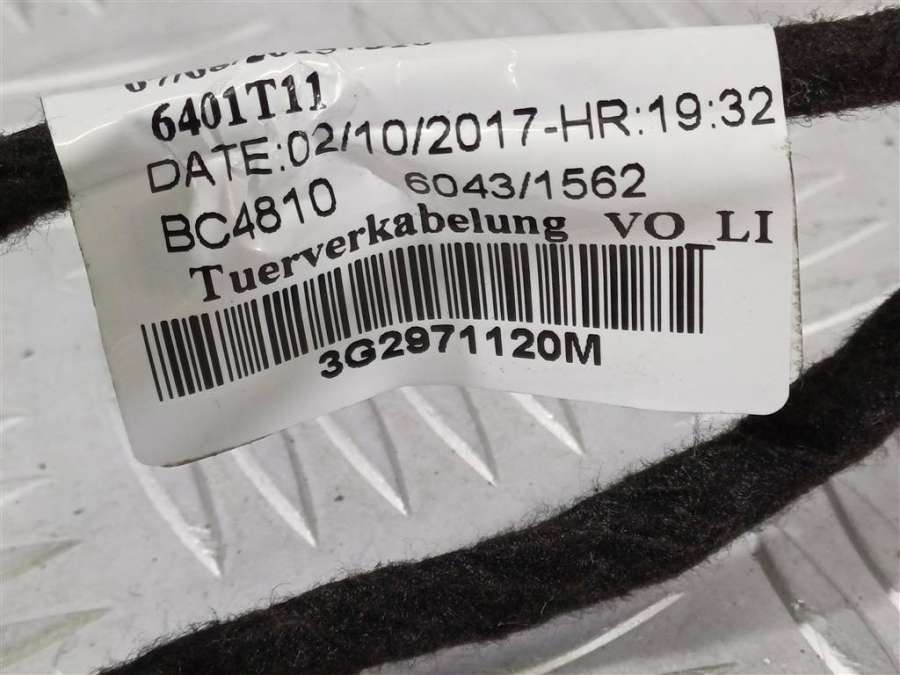 6401T11
DATE:02/10/2017-HR:19:32
BC4810 6043/1562
Tuerverkabelung VO LI
3G2971120M